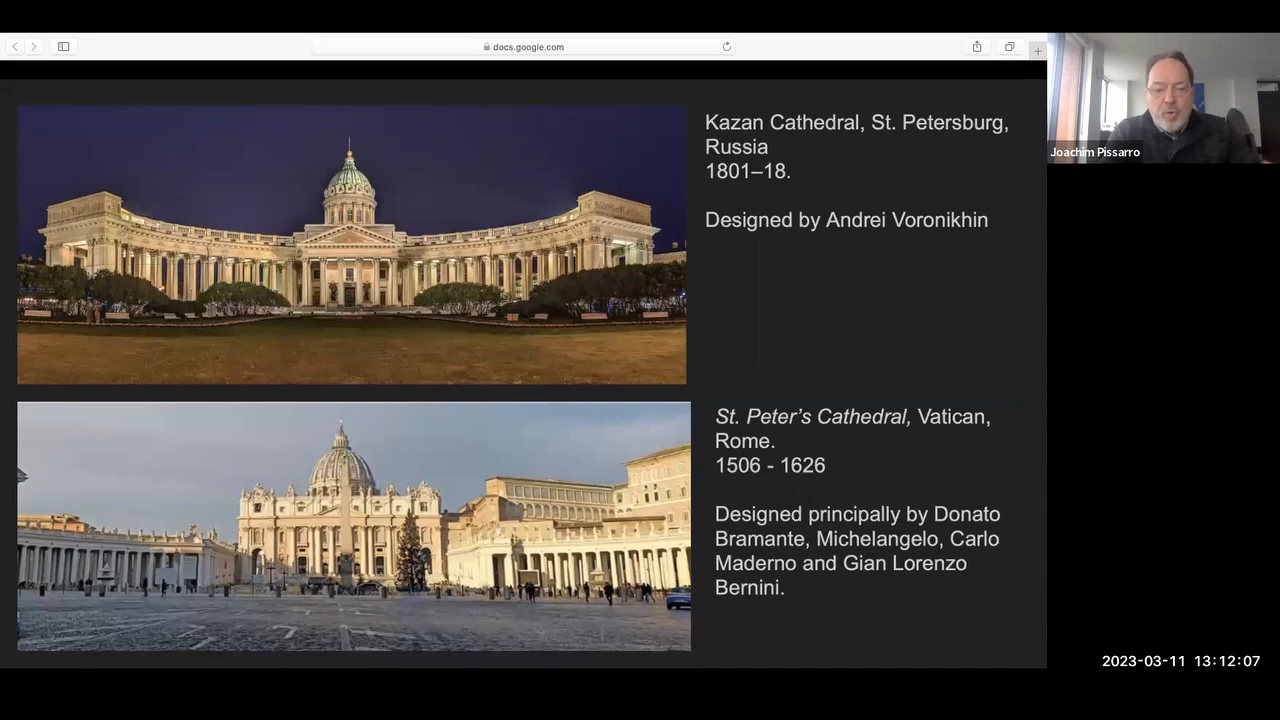 docs.google.com
Kazan Cathedral, St. Petersburg,
Russia
1801–18.
Designed by Andrei Voronikhin
Joachim Pissarro
St. Peter's Cathedral, Vatican,
Rome.
1506 - 1626
Designed principally by Donato
Bramante, Michelangelo, Carlo
Maderno and Gian Lorenzo
Bernini.
2023-03-11 13:12:07